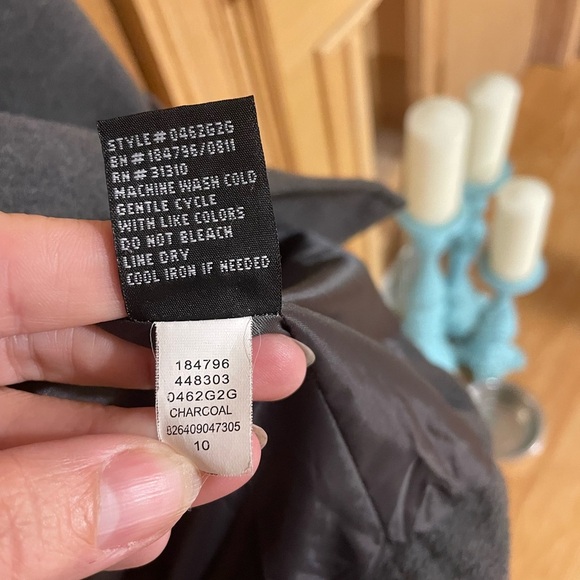 STYLE# 0462G2G
BN# 184796/0811
RN# 31310
MACHINE WASH COLD
GENTLE CYCLE
WITH LIKE COLORS
DO NOT BLEACH
LINE DRY
COOL IRON IF NEEDED
184796
448303
0462G2G
CHARCOAL
826409047305
10